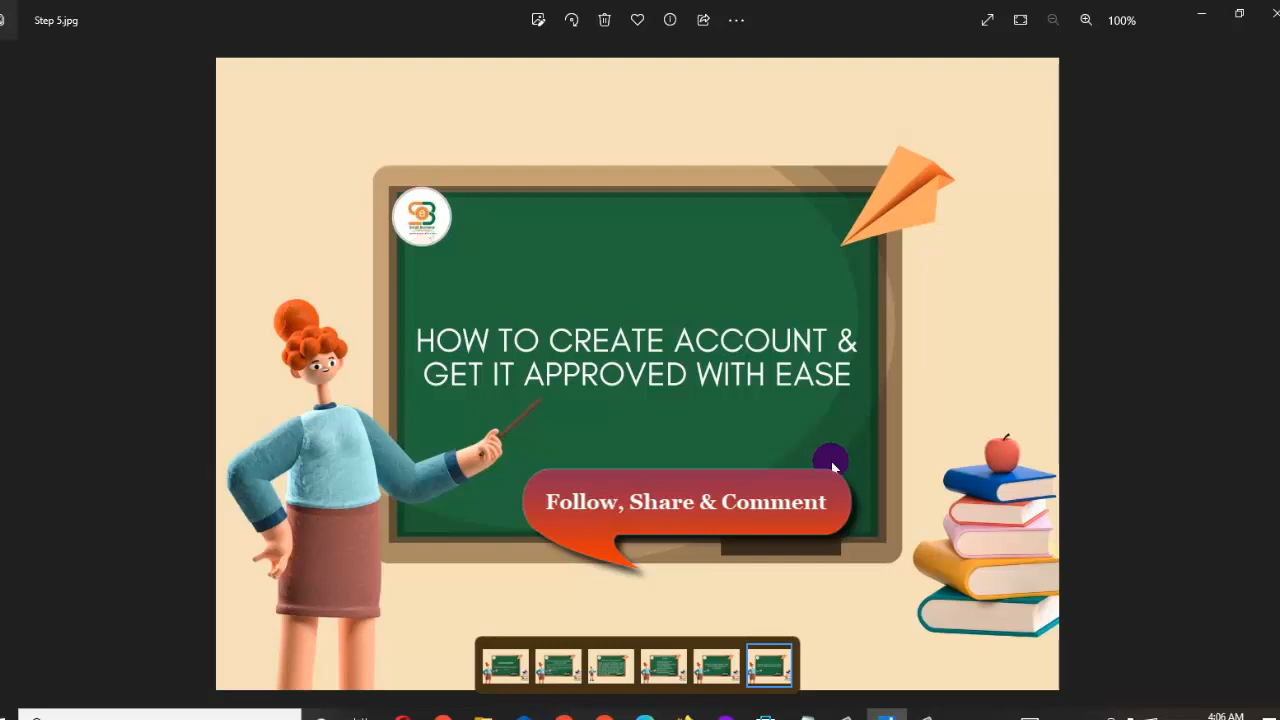 Step 5.jpg
100%
HOW TO CREATE ACCOUNT &
GET IT APPROVED WITH EASE
Follow, Share & Comment
4:06 AM